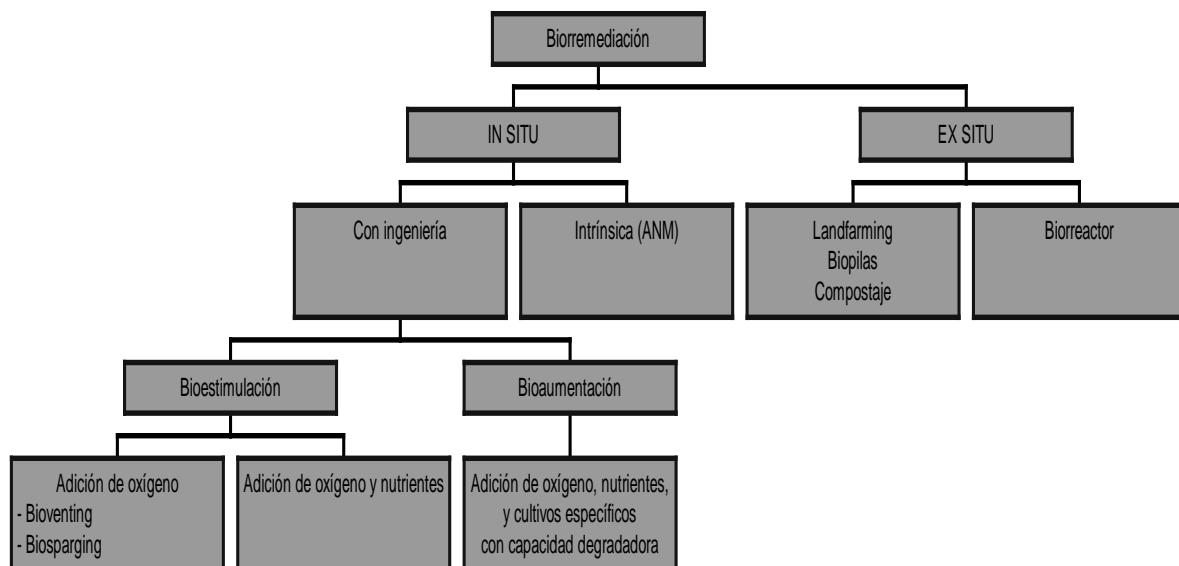 Biorremediación
IN SITU
EX SITU
Con ingeniería
Intrínsica (ANM)
Landfarming
Biopilas
Compostaje
Biorreactor
Bioestimulación
Bioaumentación
Adición de oxígeno
- Bioventing
- Biosparging
Adición de oxígeno y nutrientes
Adición de oxígeno, nutrientes,
y cultivos específicos
con capacidad degradadora